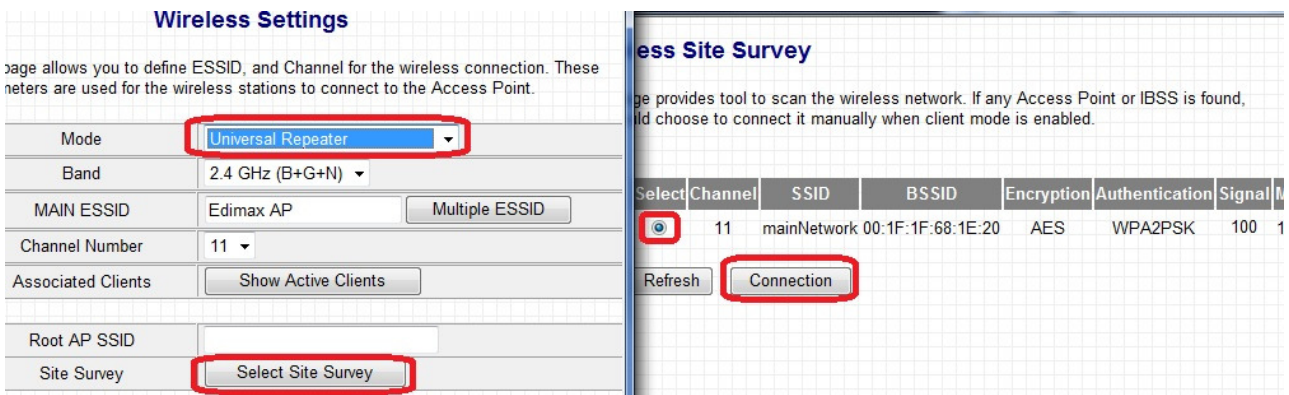 Wireless Settings
page allows you to define ESSID, and Channel for the wireless connection. These
meters are used for the wireless stations to connect to the Access Point.
Mode Universal Repeater
Band 2.4 GHz (B+G+N)
MAIN ESSID Edimax AP Multiple ESSID
Channel Number 11
Associated Clients Show Active Clients
Root AP SSID
Site Survey Select Site Survey
ess Site Survey
ge provides tool to scan the wireless network. If any Access Point or IBSS is found,
ld choose to connect it manually when client mode is enabled.
Select Channel SSID BSSID Encryption Authentication Signal M
11 mainNetwork 00:1F:1F:68:1E:20 AES WPA2PSK 100 1
Refresh Connection